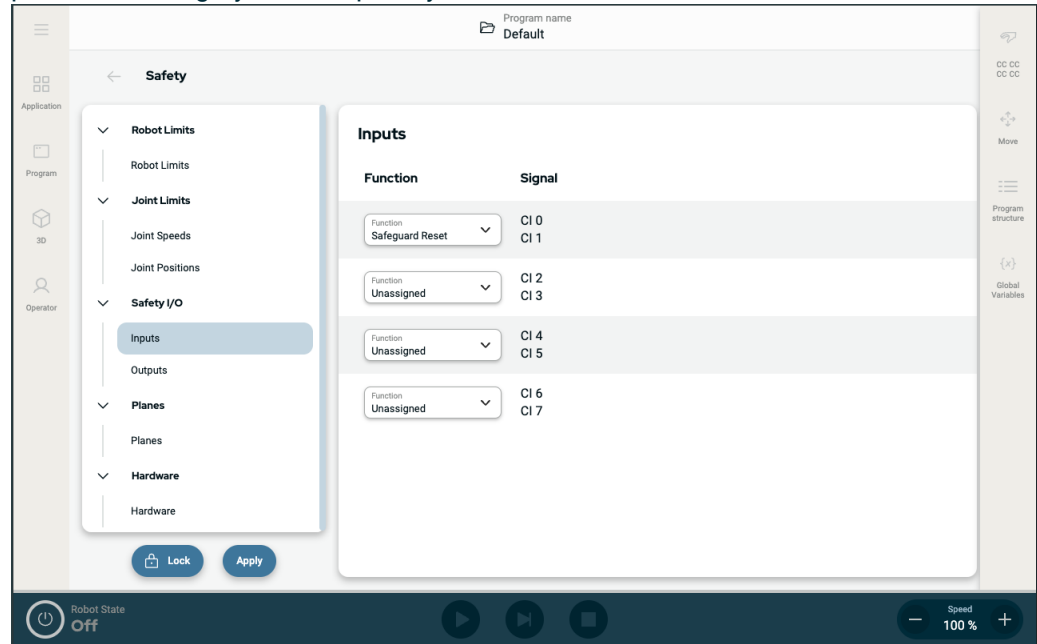 Program name
Default
Safety
CC CC
CC CC
Application
Robot Limits
Inputs
Move
Program
Robot Limits
Function
Signal
Joint Limits
Program
structure
Function
Safeguard Reset
CI 0
CI 1
3D
Joint Speeds
Joint Positions
{x}
Global
Variables
Function
Unassigned
CI 2
CI 3
Operator
Safety I/O
Inputs
Function
Unassigned
CI 4
CI 5
Outputs
Planes
Function
Unassigned
CI 6
CI 7
Planes
Hardware
Hardware
Lock
Apply
Robot State
Off
Speed
100 %